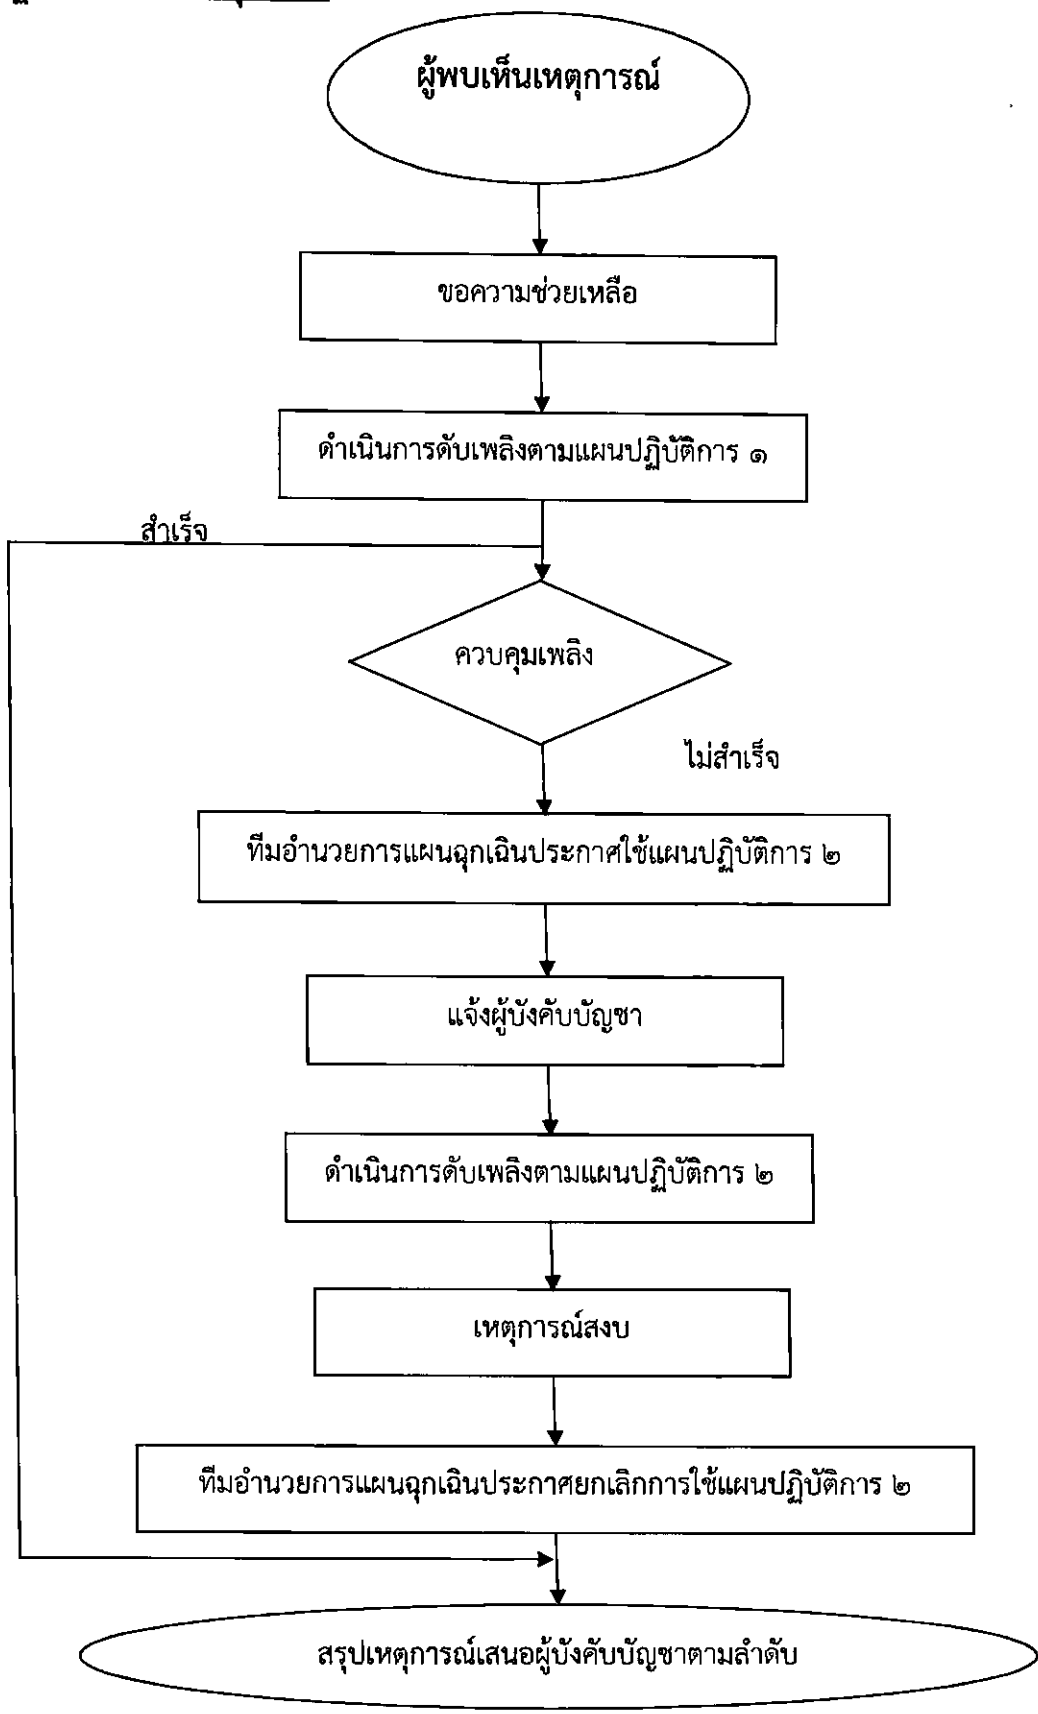 ผู้พบเห็นเหตุการณ์
ขอความช่วยเหลือ
ดำเนินการดับเพลิงตามแผนปฏิบัติการ ๑
สำเร็จ
ควบคุมเพลิง
ไม่สำเร็จ
ทีมอำนวยการแผนฉุกเฉินประกาศใช้แผนปฏิบัติการ ๒
แจ้งผู้บังคับบัญชา
ดำเนินการดับเพลิงตามแผนปฏิบัติการ ๒
เหตุการณ์สงบ
ทีมอำนวยการแผนฉุกเฉินประกาศยกเลิกการใช้แผนปฏิบัติการ ๒
สรุปเหตุการณ์เสนอผู้บังคับบัญชาตามลำดับ